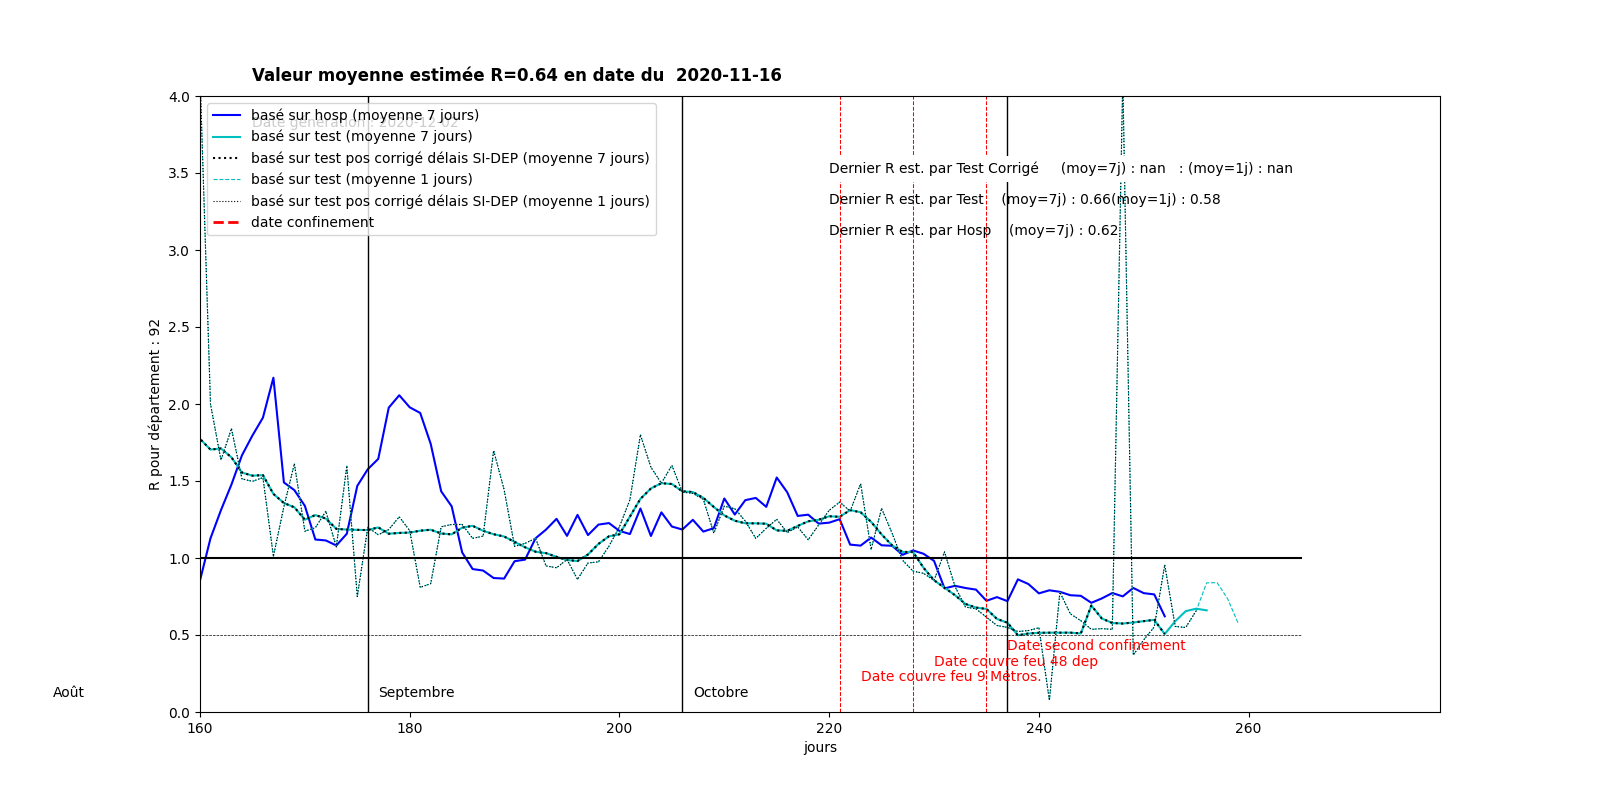 Valeur moyenne estimée R=0.64 en date du  2020-11-16
4.0
3.5
3.0
2.5
2.0
1.5
1.0
0.5
0.0
R pour département : 92
basé sur hosp (moyenne 7 jours)
Date génération : 2020-12-02
basé sur test (moyenne 7 jours)
basé sur test pos corrigé délais SI-DEP (moyenne 7 jours)
basé sur test (moyenne 1 jours)
basé sur test pos corrigé délais SI-DEP (moyenne 1 jours)
date confinement
Dernier R est. par Test Corrigé     (moy=7j) : nan   : (moy=1j) : nan
Dernier R est. par Test    (moy=7j) : 0.66(moy=1j) : 0.58
Dernier R est. par Hosp    (moy=7j) : 0.62
Date second confinement
Date couvre feu 48 dep
Date couvre feu 9 Métros.
Août
Septembre
Octobre
160
180
200
220
240
260
jours